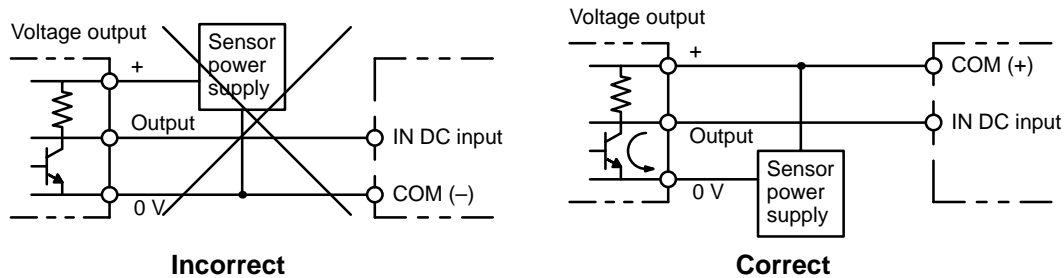 Voltage output
+
Sensor
power
supply
Output
IN DC input
0 V
COM (–)
Incorrect
Voltage output
+
COM (+)
Output
IN DC input
0 V
Sensor
power
supply
Correct